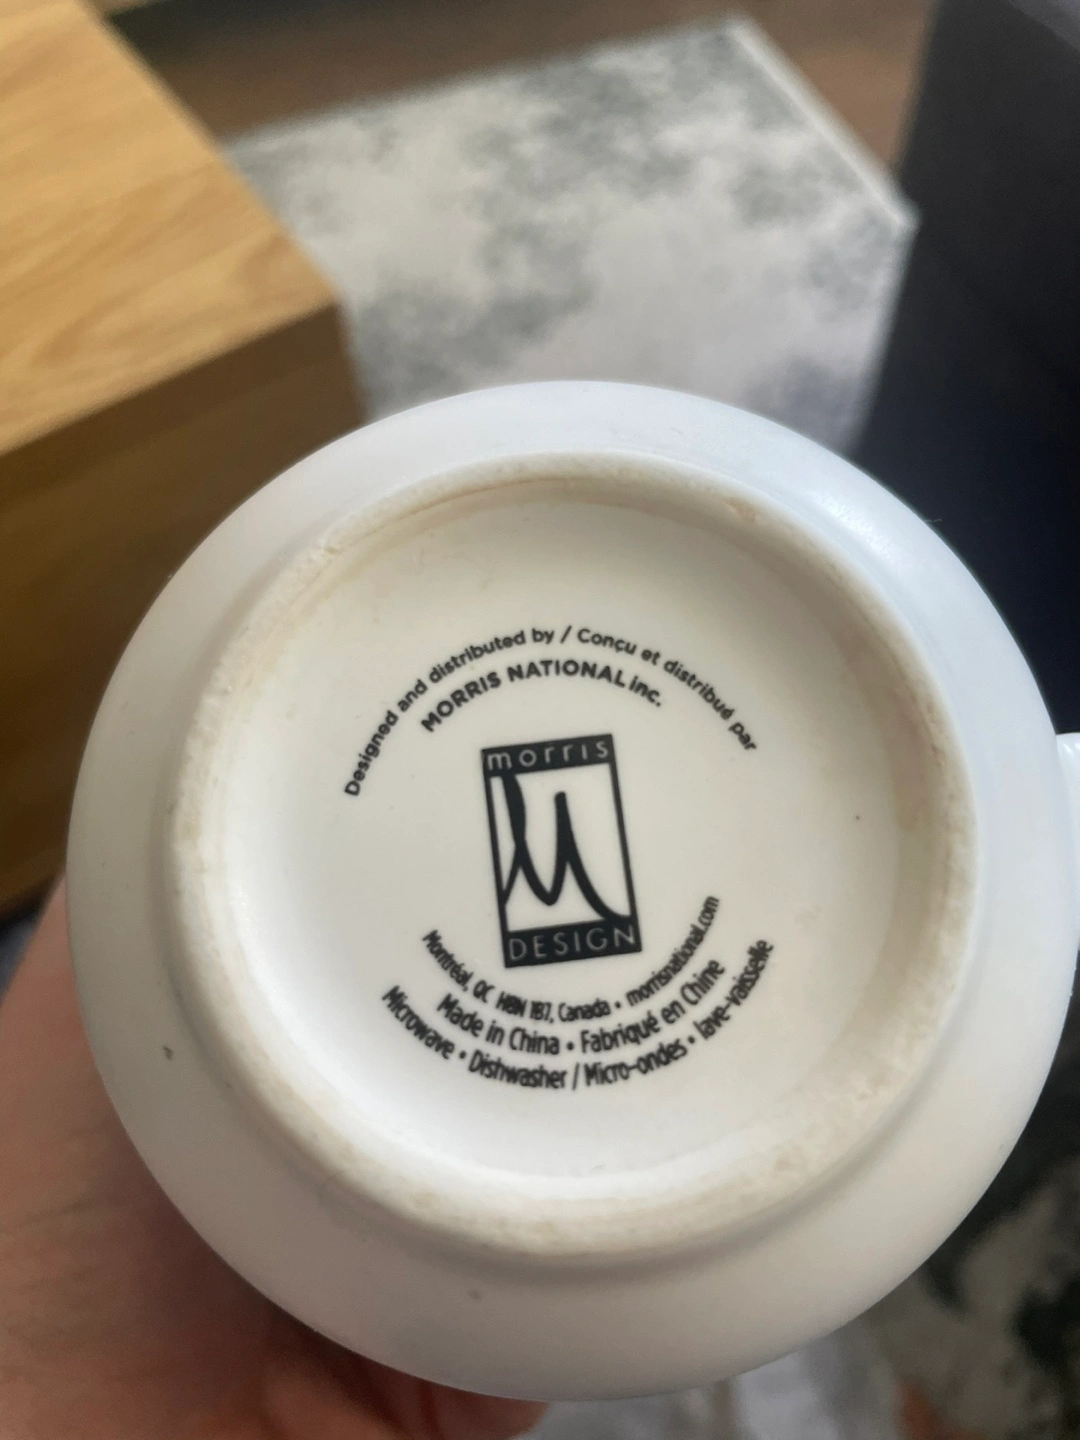 Designed and distributed by / Conçu et distribué par
MORRIS NATIONAL inc.
morris
M
DESIGN
Montréal, QC H8N 1B7, Canada • morrisnational.com
Made in China • Fabriqué en Chine
Microwave • Dishwasher / Micro-ondes • lave-vaisselle